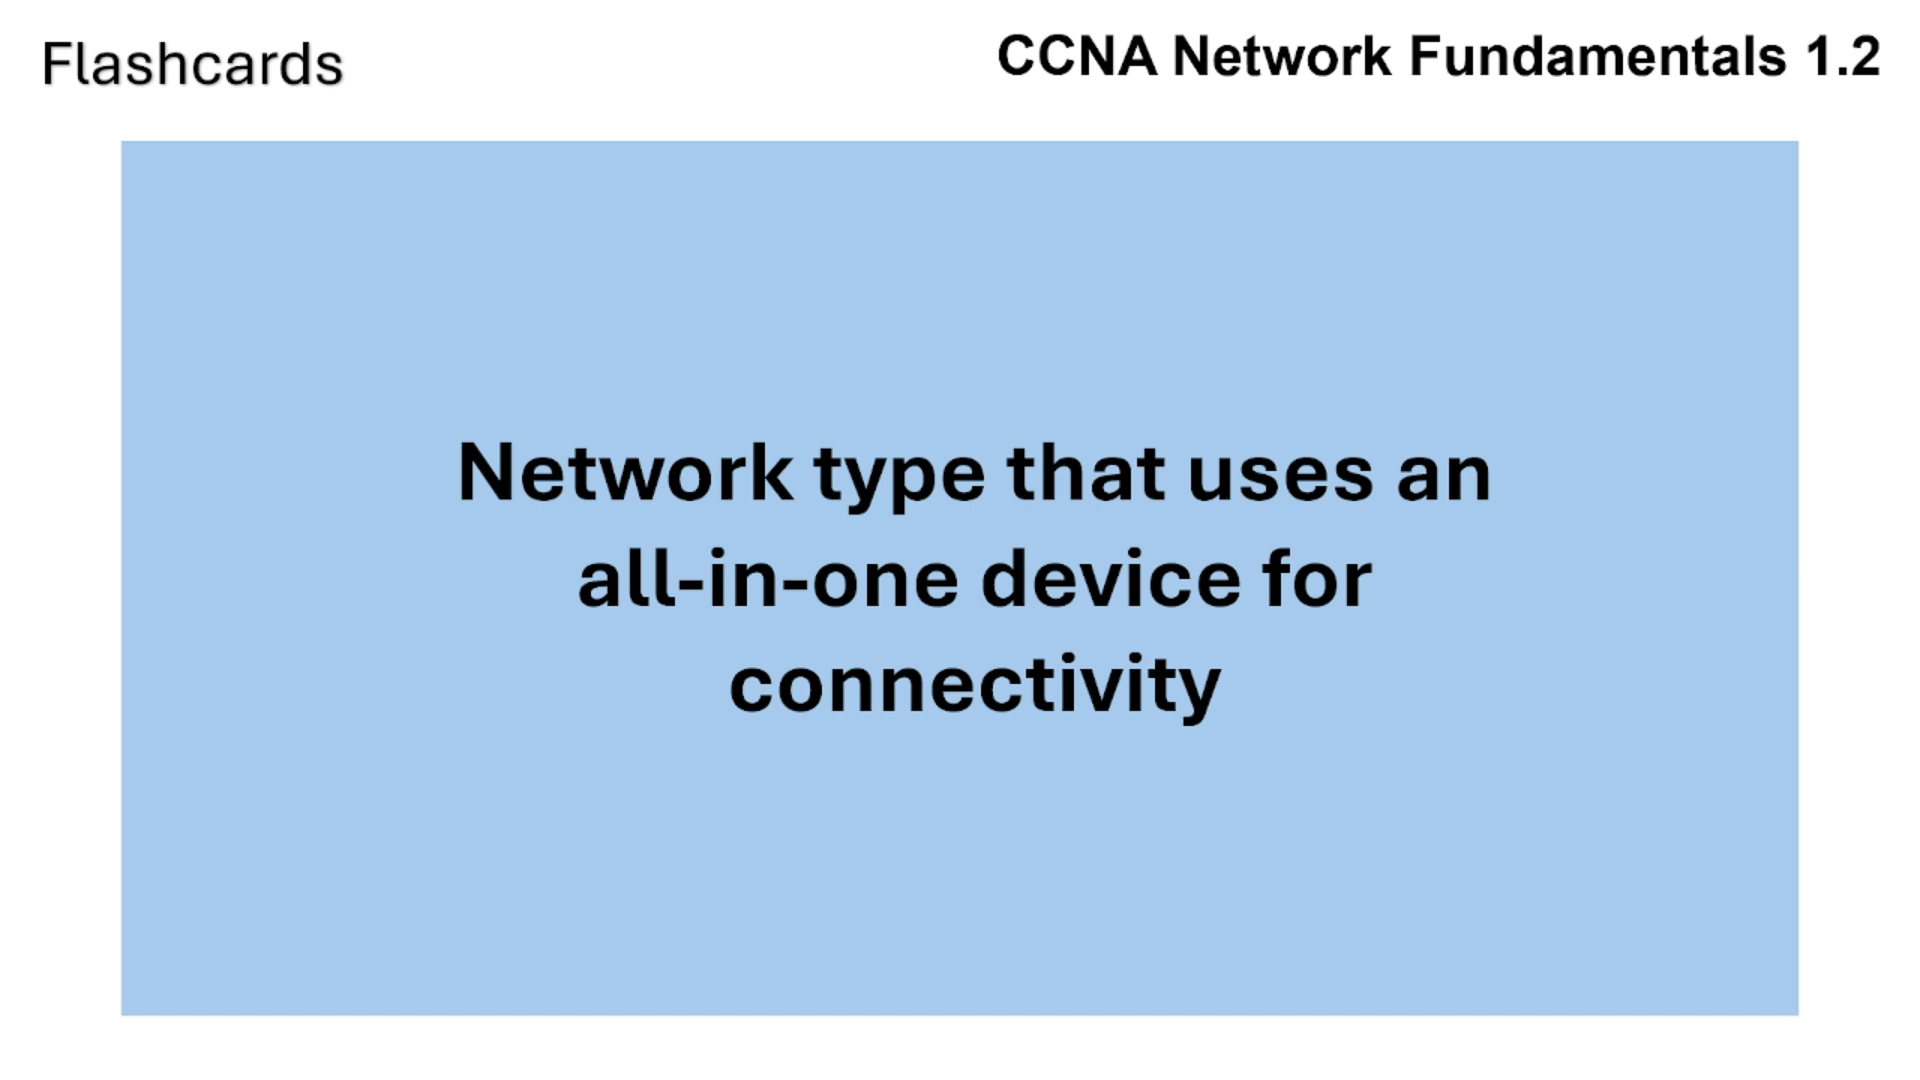 Flashcards
CCNA Network Fundamentals 1.2
Network type that uses an
all-in-one device for
connectivity